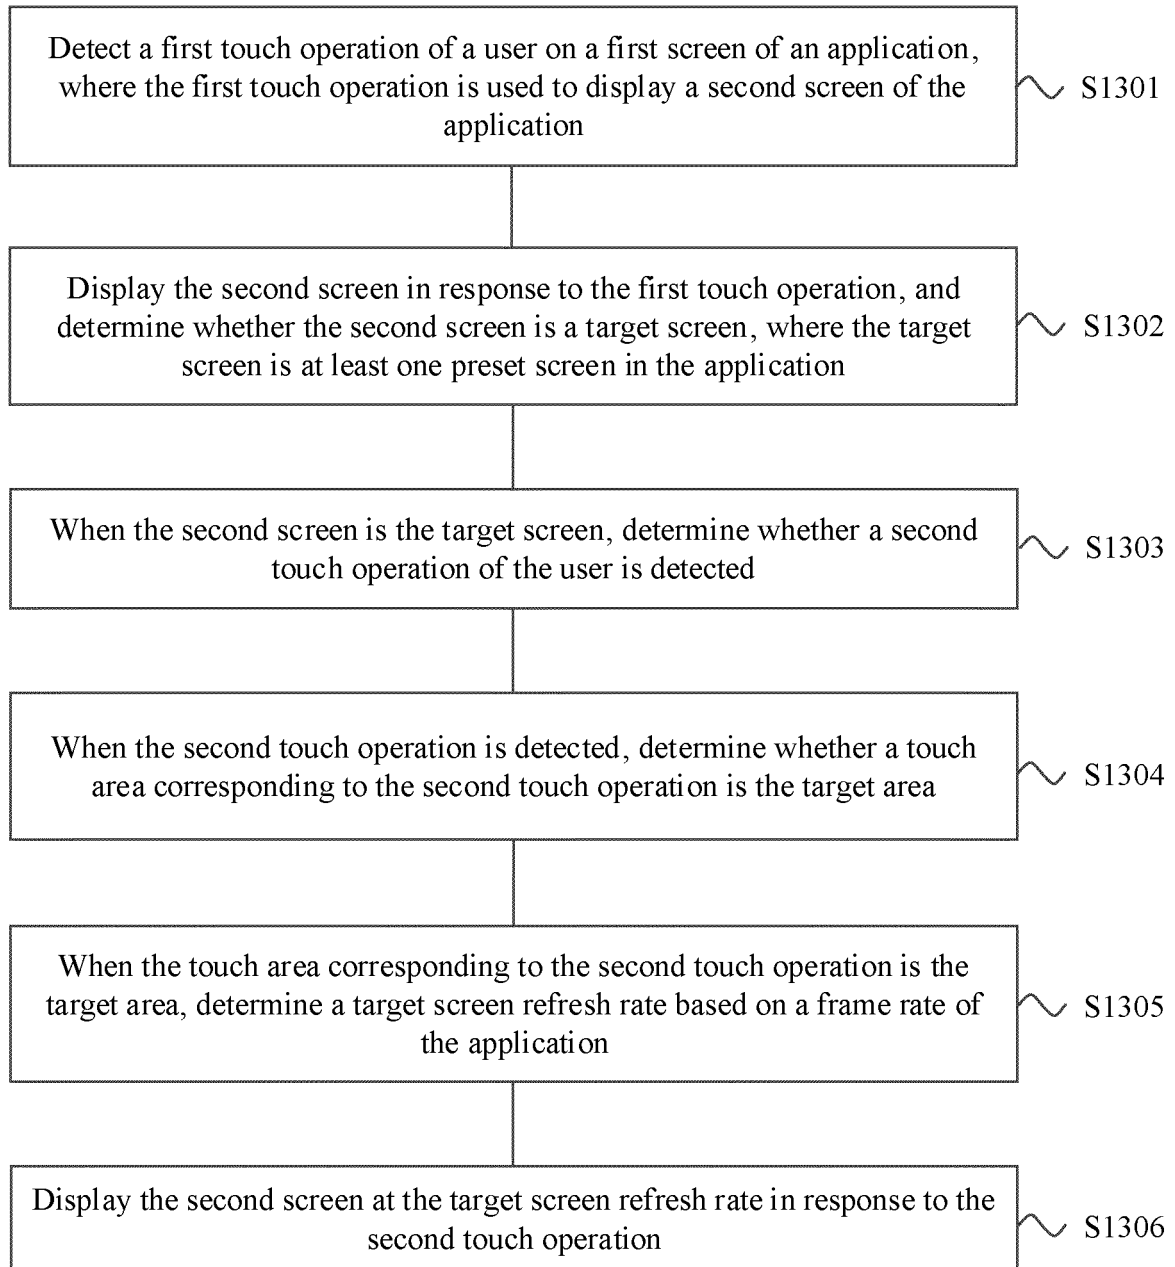 Detect a first touch operation of a user on a first screen of an application,
where the first touch operation is used to display a second screen of the
application
S1301
Display the second screen in response to the first touch operation, and
determine whether the second screen is a target screen, where the target
screen is at least one preset screen in the application
S1302
When the second screen is the target screen, determine whether a second
touch operation of the user is detected
S1303
When the second touch operation is detected, determine whether a touch
area corresponding to the second touch operation is the target area
S1304
When the touch area corresponding to the second touch operation is the
target area, determine a target screen refresh rate based on a frame rate of
the application
S1305
Display the second screen at the target screen refresh rate in response to the
second touch operation
S1306